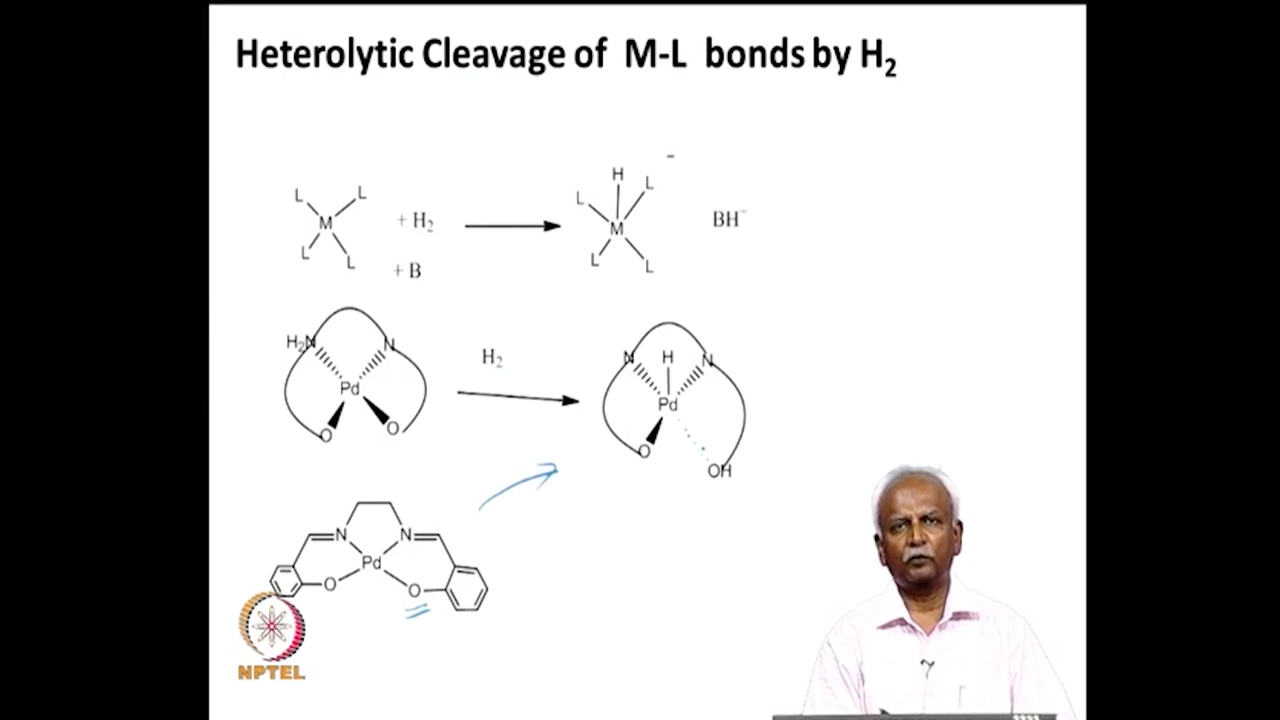 Heterolytic Cleavage of M-L bonds by H₂
L L
M
L L
+ H₂
+ B
H
L L
M
L L
−
BH⁻
H₂N N
Pd
O O
H₂
N H N
Pd
O
OH
N N
Pd
O O
NPTEL